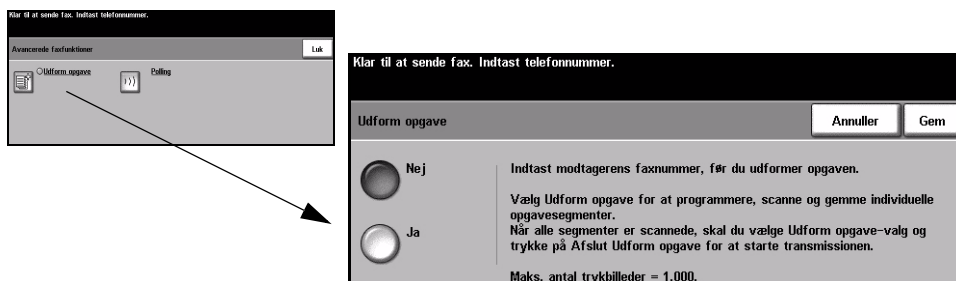 Klar til at sende fax. Indtast telefonnummer.
Avancerede faxfunktioner
Luk
Udform opgave
Polling
Klar til at sende fax. Indtast telefonnummer.
Udform opgave
Annuller
Gem
Nej
Indtast modtagerens faxnummer, før du udformer opgaven.
Vælg Udform opgave for at programmere, scanne og gemme individuelle
opgavesegmenter.
Ja
Når alle segmenter er scannede, skal du vælge Udform opgave-valg og
trykke på Afslut Udform opgave for at starte transmissionen.
Maks. antal trykbilleder = 1.000.